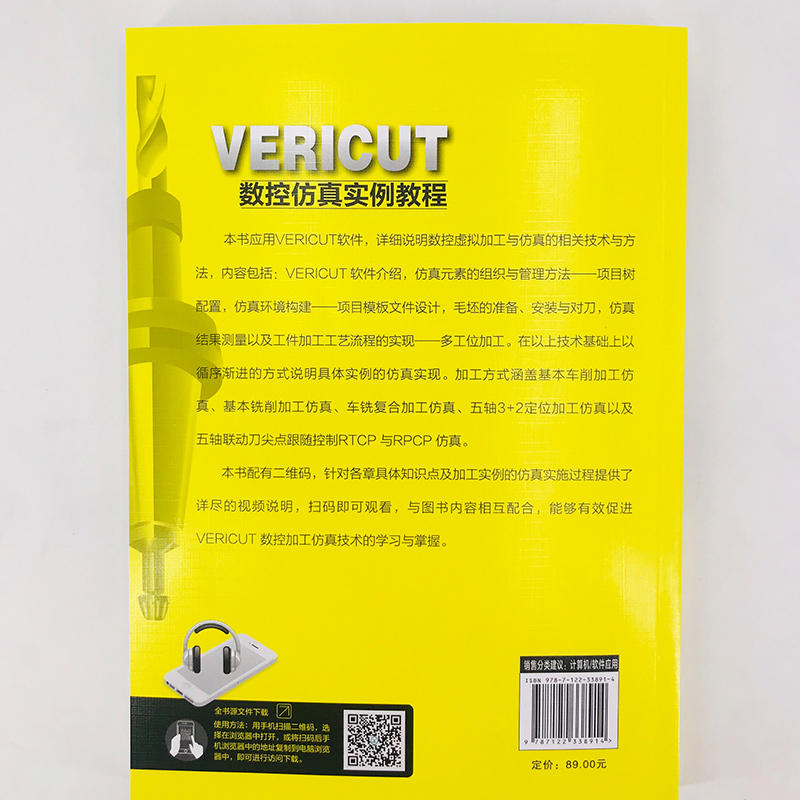 VERICUT
数控仿真实例教程
本书应用VERICUT软件，详细说明数控虚拟加工与仿真的相关技术与方
法，内容包括：VERICUT 软件介绍，仿真元素的组织与管理方法——项目树
配置，仿真环境构建——项目模板文件设计，毛坯的准备、安装与对刀，仿真
结果测量以及工件加工工艺流程的实现——多工位加工。在以上技术基础上以
循序渐进的方式说明具体实例的仿真实现。加工方式涵盖基本车削加工仿
真、基本铣削加工仿真、车铣复合加工仿真、五轴3+2定位加工仿真以及
五轴联动刀尖点跟随控制RTCP 与RPCP 仿真。
本书配有二维码，针对各章具体知识点及加工实例的仿真实施过程提供了
详尽的视频说明，扫码即可观看，与图书内容相互配合，能够有效促进
VERICUT 数控加工仿真技术的学习与掌握。
全书源文件下载
使用方法：用手机扫描二维码，选
择在浏览器中打开，或将扫码后手
机浏览器中的地址复制到电脑浏览
器中，即可进行访问下载。
销售分类建议：计算机/软件应用
ISBN 978-7-122-33891-4
9 787122 338914 >
定价：89.00元